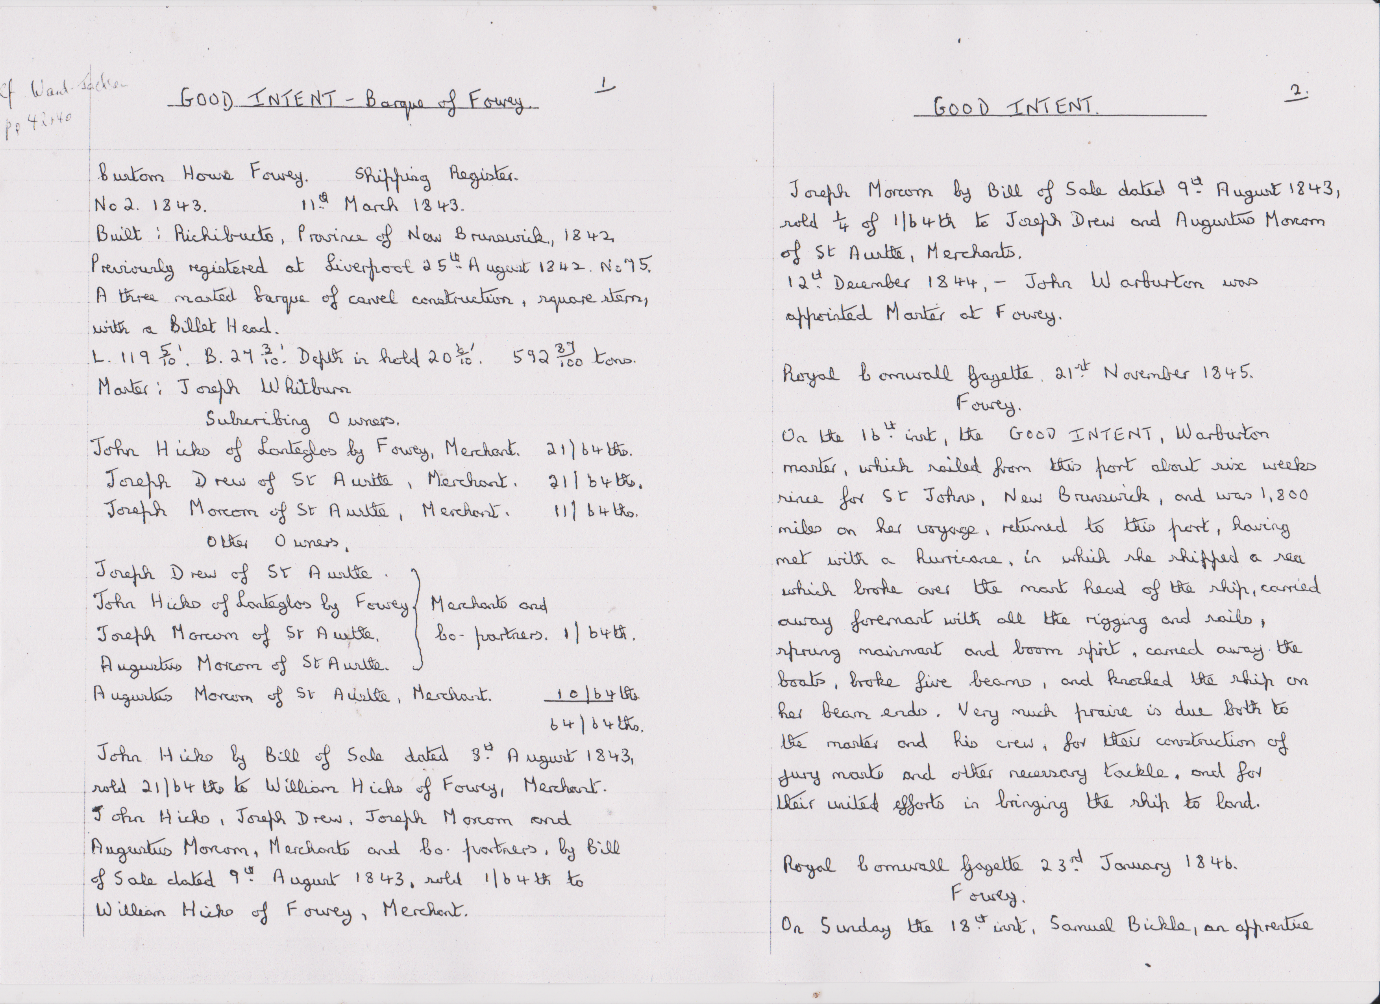 Cf Want Jackson
pp 42+40
1
GOOD INTENT - Barque of Fowey.
Custom House Fowey. Shipping Register.
No 2. 1843. 11th March 1843.
Built: Richibucto, Province of New Brunswick, 1842.
Previously registered at Liverpool 25th August 1842. No 75.
A three masted barque of carvel construction, square stern,
with a Billet Head.
L. 119 5/10'. B. 27 3/10'. Depth in hold 20 6/10'. 592 37/100 tons.
Master: Joseph Whitburn
Subscribing Owners.
John Hicks of Lanteglos by Fowey, Merchant. 21/64ths.
Joseph Drew of St Austle, Merchant. 21/64ths.
Joseph Morcom of St Austle, Merchant. 11/64ths.
Other Owners.
Joseph Drew of St Austle.
John Hicks of Lanteglos by Fowey } Merchants and
Joseph Morcom of St Austle. Co-partners. 1/64th.
Augustus Morcom of St Austle.
Augustus Morcom of St Austle, Merchant. 10/64ths
64/64ths.
John Hicks by Bill of Sale dated 8th August 1843,
sold 21/64ths to William Hicks of Fowey, Merchant.
John Hicks, Joseph Drew, Joseph Morcom and
Augustus Morcom, Merchants and Co-partners, by Bill
of Sale dated 9th August 1843, sold 1/64th to
William Hicks of Fowey, Merchant.
2.
GOOD INTENT.
Joseph Morcom by Bill of Sale dated 9th August 1843,
sold 1/4 of 1/64th to Joseph Drew and Augustus Morcom
of St Austle, Merchants.
12th December 1844, - John Warburton was
appointed Master at Fowey.
Royal Cornwall Gazette. 21st November 1845.
Fowey.
On the 16th inst, the GOOD INTENT, Warburton
master, which sailed from this port about six weeks
since for St Johns, New Brunswick, and was 1,800
miles on her voyage, returned to this port, having
met with a hurricane, in which she shipped a sea
which broke over the mast head of the ship, carried
away foremast with all the rigging and sails,
sprung mainmast and boom sprit, carried away the
boats, broke five beams, and knocked the ship on
her beam ends. Very much praise is due both to
the master and his crew, for their construction of
jury masts and other necessary tackle, and for
their united efforts in bringing the ship to land.
Royal Cornwall Gazette 23rd January 1846.
Fowey.
On Sunday the 18th inst, Samuel Bickle, an apprentice